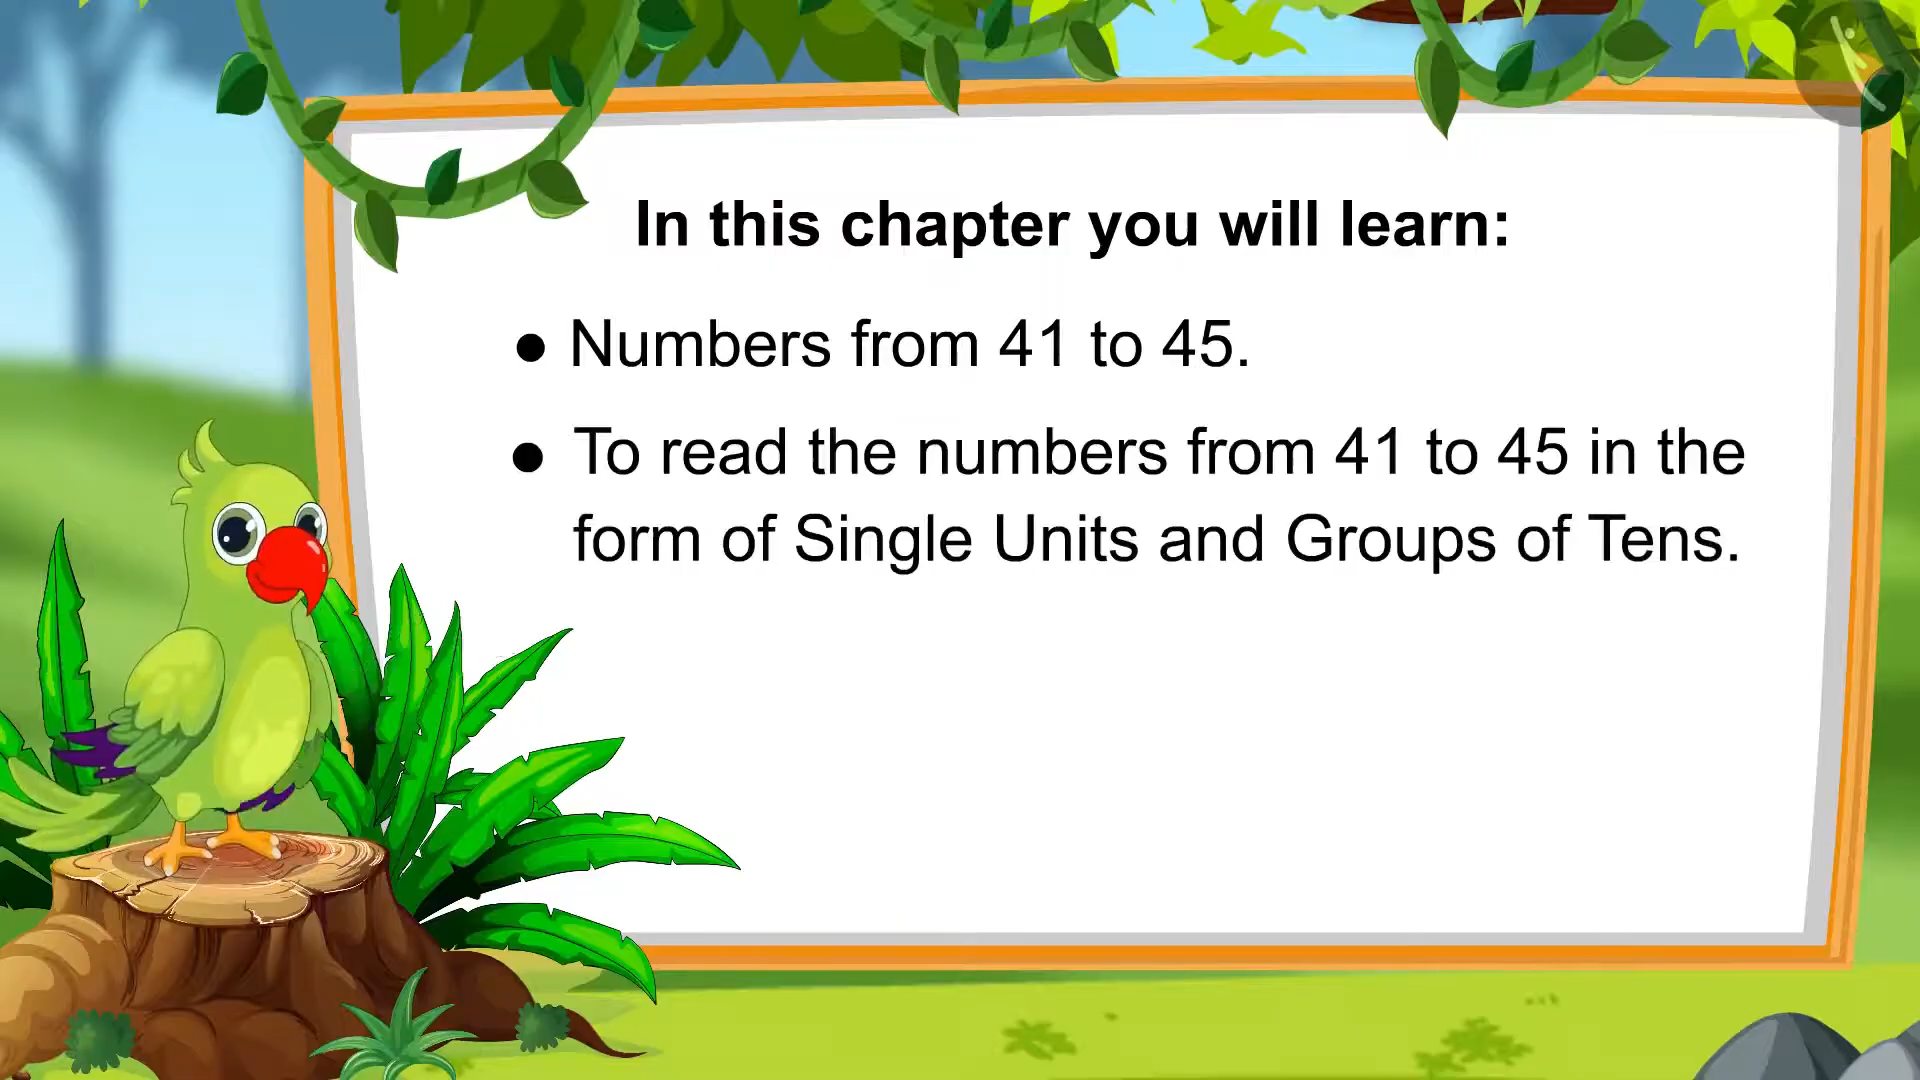 In this chapter you will learn:
● Numbers from 41 to 45.
● To read the numbers from 41 to 45 in the
form of Single Units and Groups of Tens.